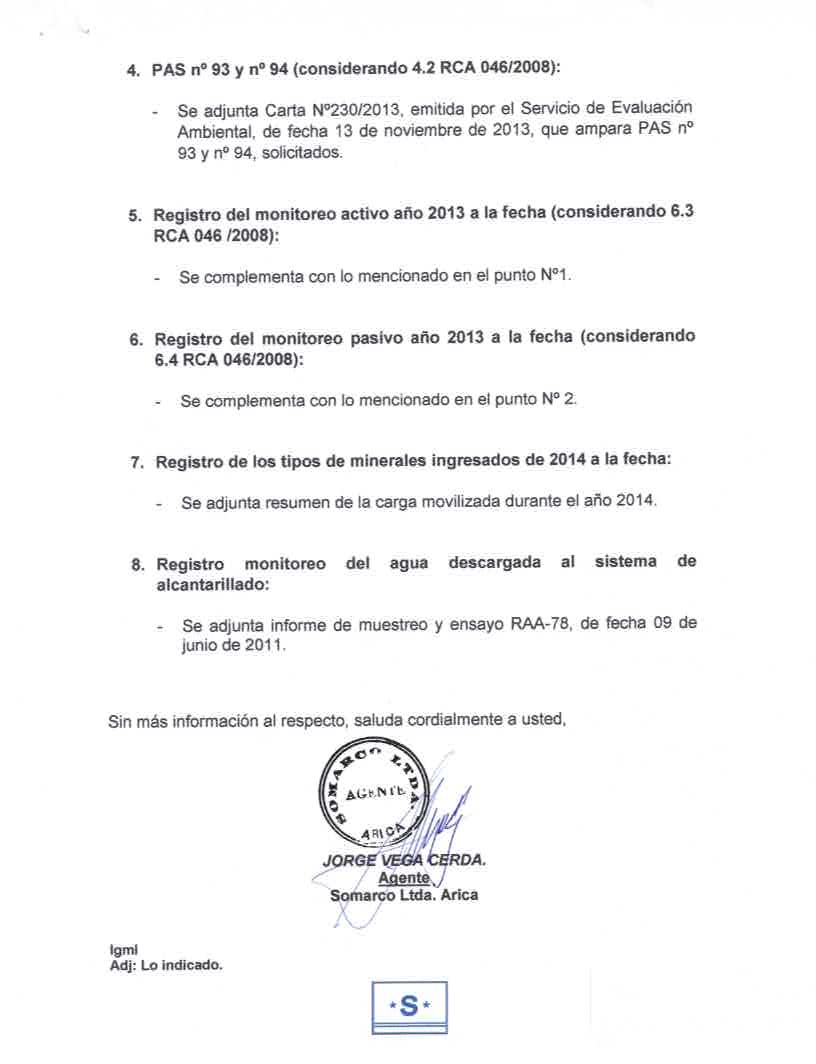 4. PAS nº 93 y nº 94 (considerando 4.2 RCA 046/2008):
- Se adjunta Carta Nº230/2013, emitida por el Servicio de Evaluación
Ambiental, de fecha 13 de noviembre de 2013, que ampara PAS nº
93 y nº 94, solicitados.
5. Registro del monitoreo activo año 2013 a la fecha (considerando 6.3
RCA 046 /2008):
- Se complementa con lo mencionado en el punto Nº1.
6. Registro del monitoreo pasivo año 2013 a la fecha (considerando
6.4 RCA 046/2008):
- Se complementa con lo mencionado en el punto Nº 2.
7. Registro de los tipos de minerales ingresados de 2014 a la fecha:
- Se adjunta resumen de la carga movilizada durante el año 2014.
8. Registro monitoreo del agua descargada al sistema de
alcantarillado:
- Se adjunta informe de muestreo y ensayo RAA-78, de fecha 09 de
junio de 2011.
Sin más información al respecto, saluda cordialmente a usted,
SOMARCO LTDA.
AGENTE
ARICA
JORGE VEGA CERDA.
Agente
Somarco Ltda. Arica
lgml
Adj: Lo indicado.
*S*